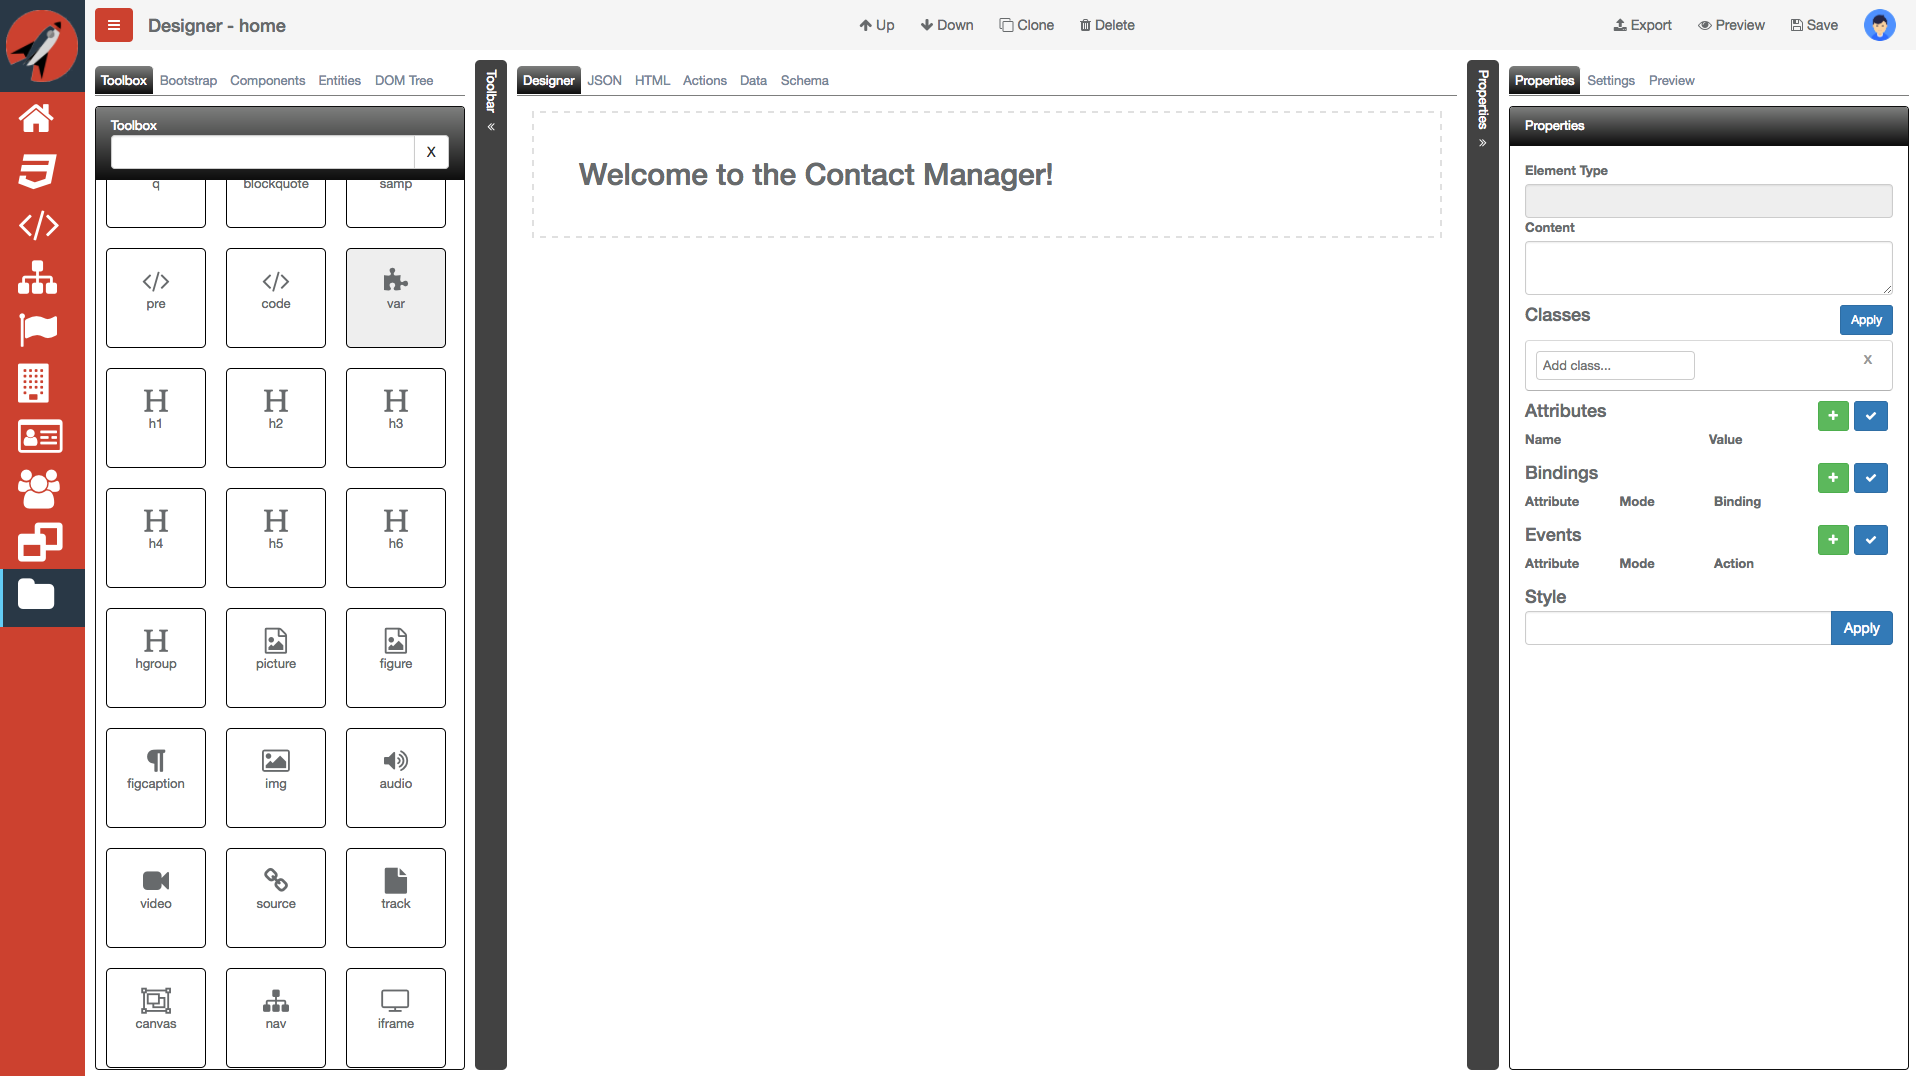 Designer - home
Up Down Clone Delete
Export Preview Save
Toolbox Bootstrap Components Entities DOM Tree
Toolbox
X
q blockquote samp
pre code var
h1 h2 h3
h4 h5 h6
hgroup picture figure
figcaption img audio
video source track
canvas nav iframe
Toolbar «
Designer JSON HTML Actions Data Schema
Welcome to the Contact Manager!
Properties »
Properties Settings Preview
Properties
Element Type
Content
Classes Apply
Add class... X
Attributes
Name Value
Bindings
Attribute Mode Binding
Events
Attribute Mode Action
Style
Apply